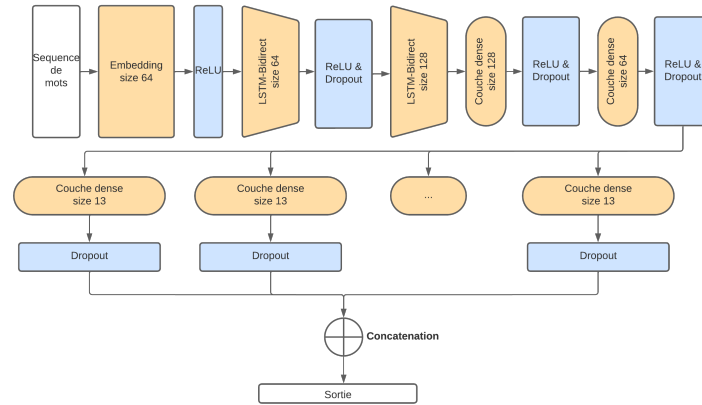 Sequence
de
mots
Embedding
size 64
ReLU
LSTM-Bidirect
size 64
ReLU &
Dropout
LSTM-Bidirect
size 128
Couche dense
size 128
ReLU &
Dropout
Couche dense
size 64
ReLU &
Dropout
Couche dense
size 13
Couche dense
size 13
...
Couche dense
size 13
Dropout
Dropout
Dropout
Concatenation
Sortie